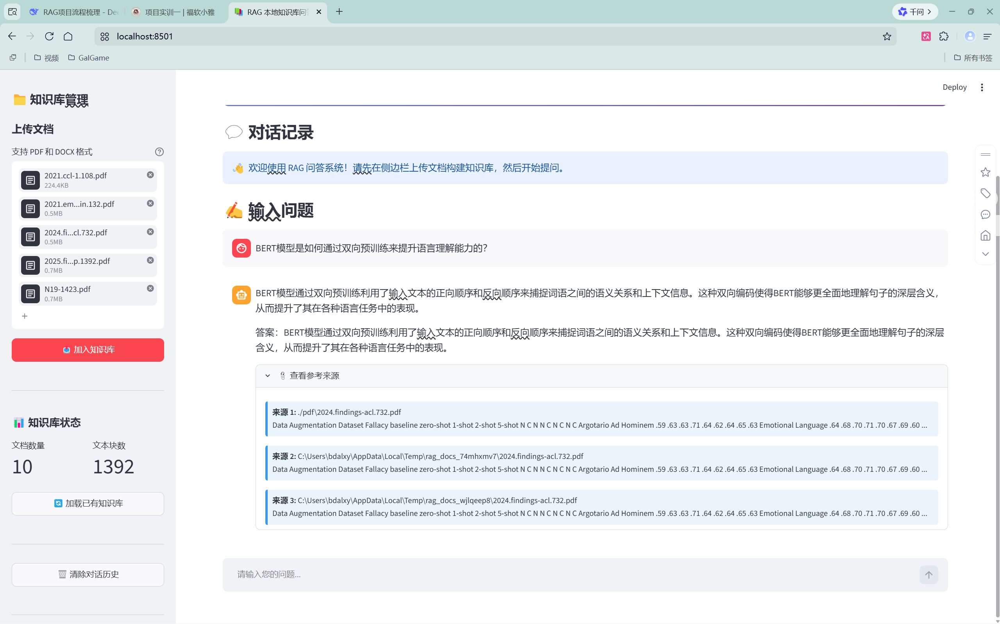 RAG项目流程梳理 - De
项目实训一 | 福软小雅
RAG 本地知识库问
千问
localhost:8501
视频
GalGame
所有书签
Deploy
知识库管理
上传文档
支持 PDF 和 DOCX 格式
2021.ccl-1.108.pdf
224.4KB
2021.em...in.132.pdf
0.5MB
2024.fi...cl.732.pdf
0.5MB
2025.fi...p.1392.pdf
0.7MB
N19-1423.pdf
0.7MB
加入知识库
知识库状态
文档数量 文本块数
10 1392
加载已有知识库
清除对话历史
对话记录
欢迎使用 RAG 问答系统！请先在侧边栏上传文档构建知识库，然后开始提问。
输入问题
BERT模型是如何通过双向预训练来提升语言理解能力的？
BERT模型通过双向预训练利用了输入文本的正向顺序和反向顺序来捕捉词语之间的语义关系和上下文信息。这种双向编码使得BERT能够更全面地理解句子的深层含义，
从而提升了其在各种语言任务中的表现。
答案：BERT模型通过双向预训练利用了输入文本的正向顺序和反向顺序来捕捉词语之间的语义关系和上下文信息。这种双向编码使得BERT能够更全面地理解句子的深层
含义，从而提升了其在各种语言任务中的表现。
查看参考来源
来源 1: ./pdf\2024.findings-acl.732.pdf
Data Augmentation Dataset Fallacy baseline zero-shot 1-shot 2-shot 5-shot N C N N C N C N C Argotario Ad Hominem .59 .63 .63 .71 .64 .62 .64 .65 .63 Emotional Language .64 .68 .70 .71 .70 .67 .69 .60 ...
来源 2: C:\Users\bdalxy\AppData\Local\Temp\rag_docs_74mhxmv7\2024.findings-acl.732.pdf
Data Augmentation Dataset Fallacy baseline zero-shot 1-shot 2-shot 5-shot N C N N C N C N C Argotario Ad Hominem .59 .63 .63 .71 .64 .62 .64 .65 .63 Emotional Language .64 .68 .70 .71 .70 .67 .69 .60 ...
来源 3: C:\Users\bdalxy\AppData\Local\Temp\rag_docs_wjlqeep8\2024.findings-acl.732.pdf
Data Augmentation Dataset Fallacy baseline zero-shot 1-shot 2-shot 5-shot N C N N C N C N C Argotario Ad Hominem .59 .63 .63 .71 .64 .62 .64 .65 .63 Emotional Language .64 .68 .70 .71 .70 .67 .69 .60 ...
请输入您的问题...